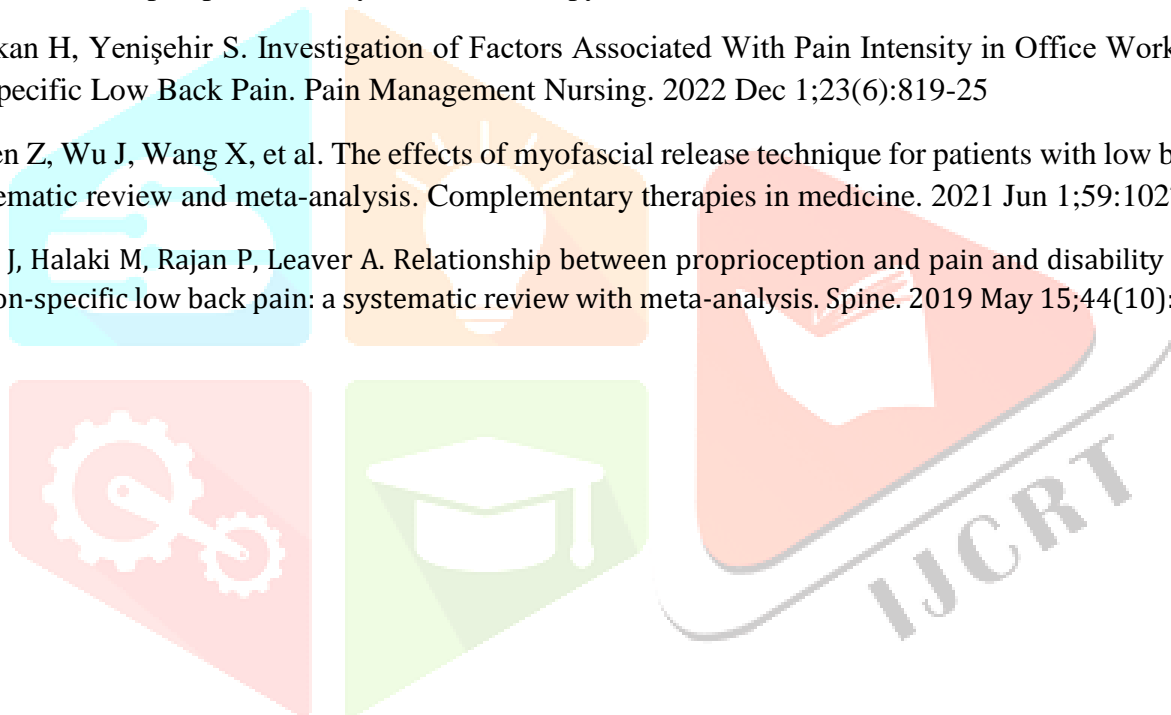 kan H, Yenişehir S. Investigation of Factors Associated With Pain Intensity in Office Work
pecific Low Back Pain. Pain Management Nursing. 2022 Dec 1;23(6):819-25
en Z, Wu J, Wang X, et al. The effects of myofascial release technique for patients with low b
ematic review and meta-analysis. Complementary therapies in medicine. 2021 Jun 1;59:102
J, Halaki M, Rajan P, Leaver A. Relationship between proprioception and pain and disability
on-specific low back pain: a systematic review with meta-analysis. Spine. 2019 May 15;44(10):
IJCRT